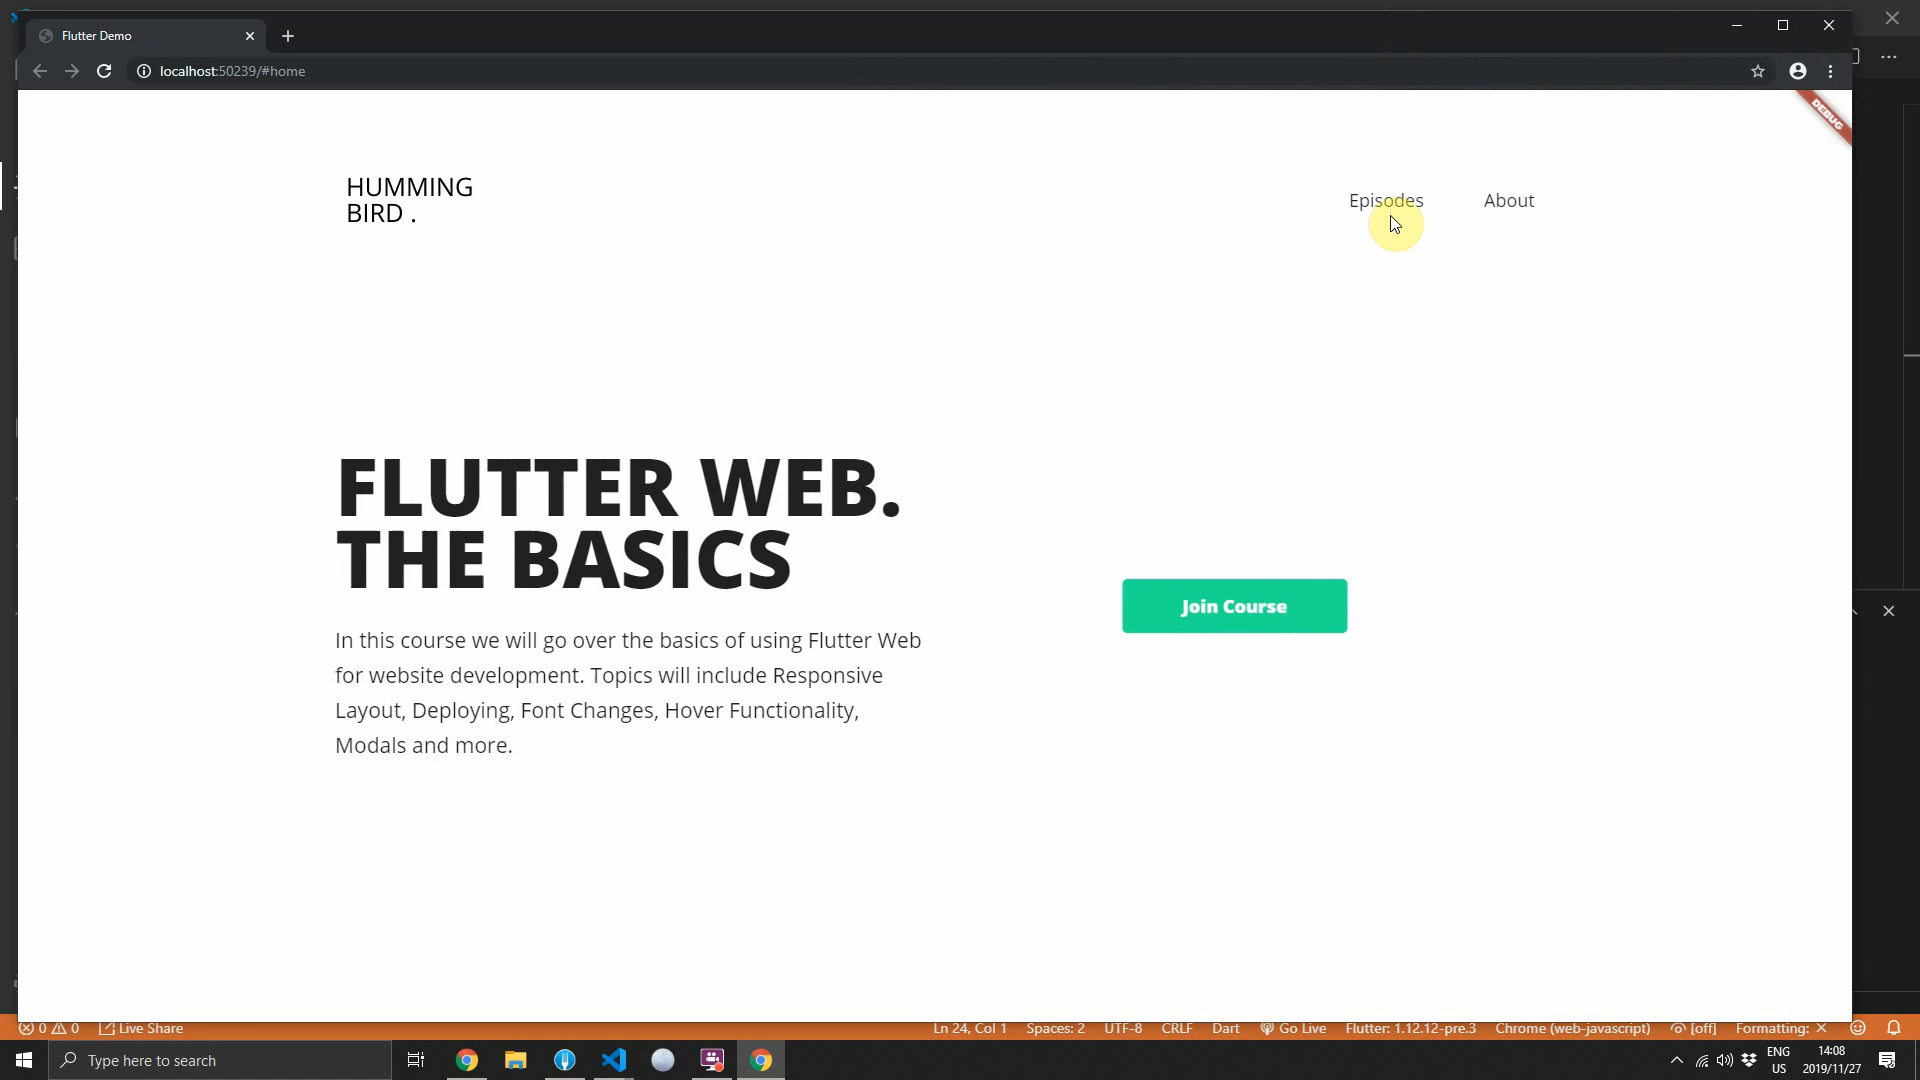 Flutter Demo
localhost:50239/#home
DEBUG
HUMMING
BIRD .
Episodes
About
FLUTTER WEB.
THE BASICS
In this course we will go over the basics of using Flutter Web
for website development. Topics will include Responsive
Layout, Deploying, Font Changes, Hover Functionality,
Modals and more.
Join Course
0 0 Live Share Ln 24, Col 1 Spaces: 2 UTF-8 CRLF Dart Go Live Flutter: 1.12.12-pre.3 Chrome (web-javascript) [off] Formatting: ✕
Type here to search
ENG
US
14:08
2019/11/27